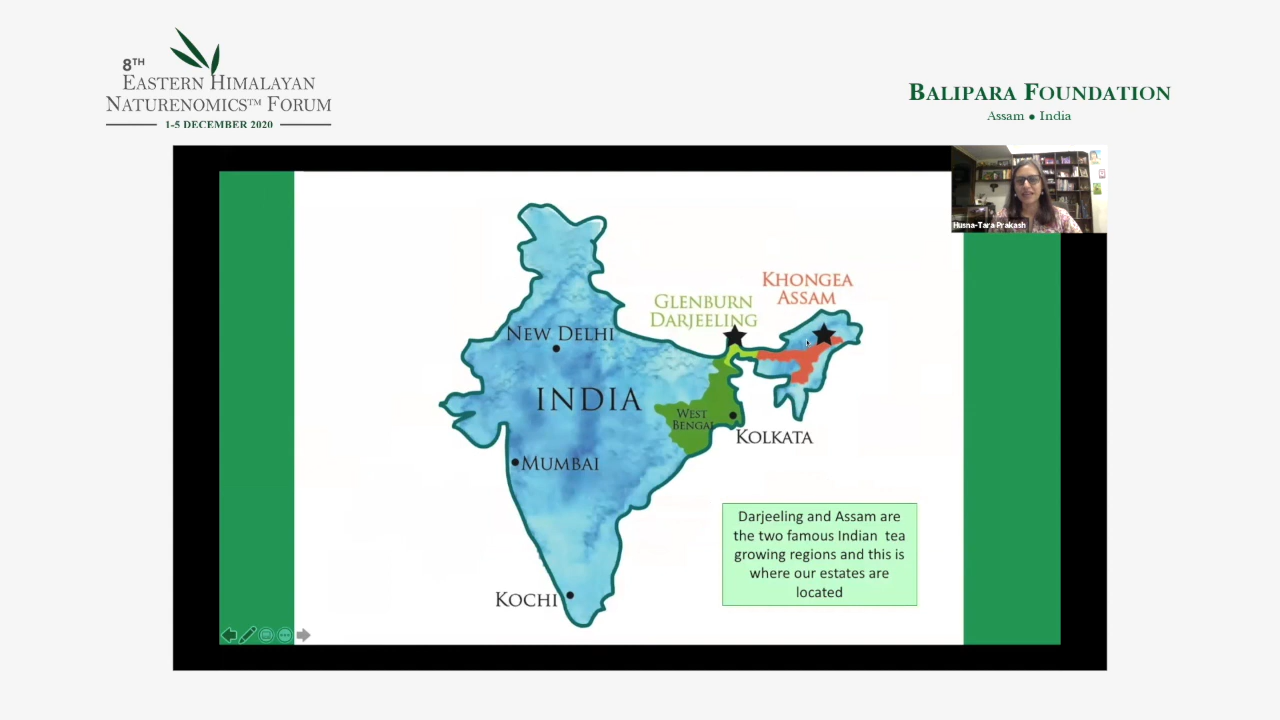 8TH
EASTERN HIMALAYAN
NATURENOMICS™ FORUM
1-5 DECEMBER 2020
BALIPARA FOUNDATION
Assam • India
Husna-Tara Prakash
KHONGEA
ASSAM
GLENBURN
DARJEELING
NEW DELHI
INDIA
WEST
BENGAL
KOLKATA
MUMBAI
KOCHI
Darjeeling and Assam are
the two famous Indian tea
growing regions and this is
where our estates are
located